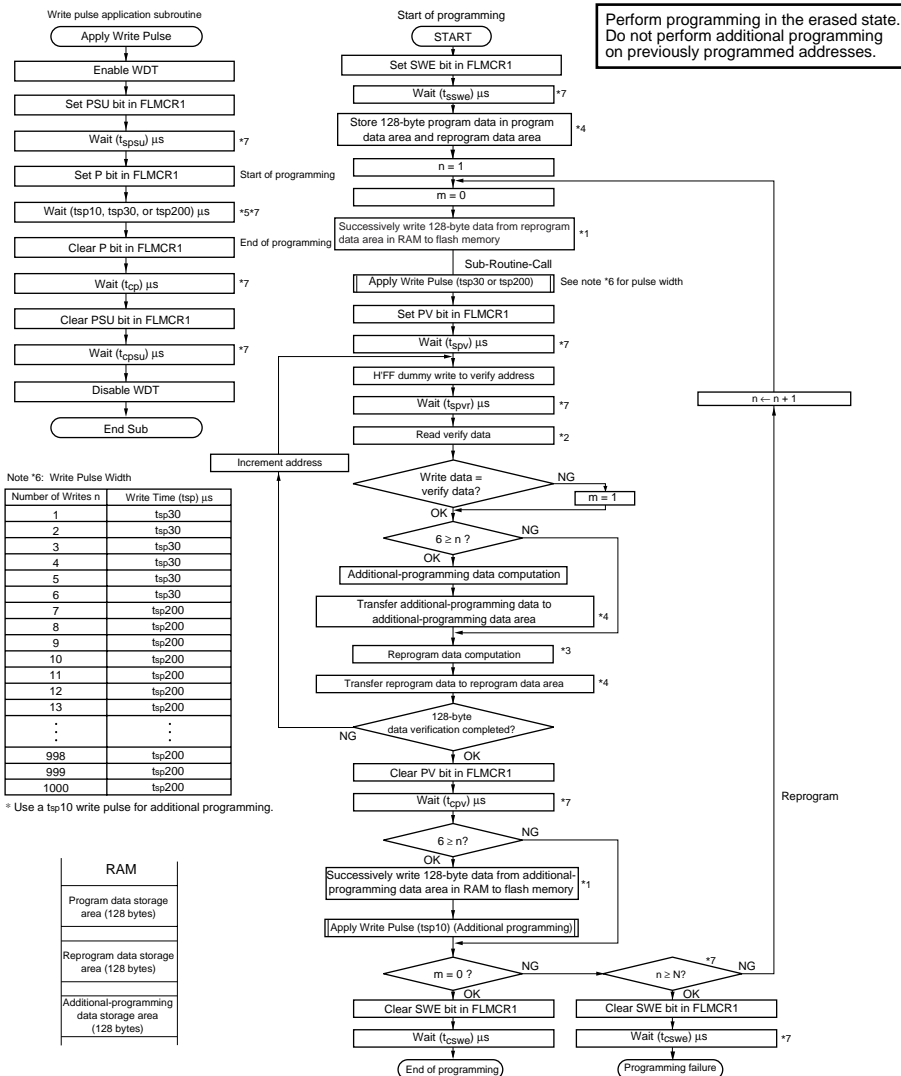 Write pulse application subroutine
Apply Write Pulse
Enable WDT
Set PSU bit in FLMCR1
Wait (tspsu) μs
*7
Set P bit in FLMCR1
Start of programming
Wait (tsp10, tsp30, or tsp200) μs
*5*7
Clear P bit in FLMCR1
End of programming
Wait (tcp) μs
*7
Clear PSU bit in FLMCR1
Wait (tcpsu) μs
*7
Disable WDT
End Sub
Note *6: Write Pulse Width
Number of Writes n
Write Time (tsp) μs
1
tsp30
2
tsp30
3
tsp30
4
tsp30
5
tsp30
6
tsp30
7
tsp200
8
tsp200
9
tsp200
10
tsp200
11
tsp200
12
tsp200
13
tsp200
998
tsp200
999
tsp200
1000
tsp200
* Use a tsp10 write pulse for additional programming.
RAM
Program data storage
area (128 bytes)
Reprogram data storage
area (128 bytes)
Additional-programming
data storage area
(128 bytes)
Start of programming
START
Perform programming in the erased state.
Do not perform additional programming
on previously programmed addresses.
Set SWE bit in FLMCR1
Wait (tsswe) μs
*7
Store 128-byte program data in program
data area and reprogram data area
*4
n = 1
m = 0
Successively write 128-byte data from reprogram
data area in RAM to flash memory
*1
Sub-Routine-Call
Apply Write Pulse (tsp30 or tsp200)
See note *6 for pulse width
Set PV bit in FLMCR1
Wait (tspv) μs
*7
H'FF dummy write to verify address
Wait (tspvr) μs
*7
Read verify data
*2
Increment address
Write data =
verify data?
NG
m = 1
OK
6 ≥ n ?
NG
OK
Additional-programming data computation
Transfer additional-programming data to
additional-programming data area
*4
Reprogram data computation
*3
Transfer reprogram data to reprogram data area
*4
128-byte
data verification completed?
NG
OK
Clear PV bit in FLMCR1
Wait (tcpv) μs
*7
6 ≥ n?
NG
OK
Successively write 128-byte data from additional-
programming data area in RAM to flash memory
*1
Apply Write Pulse (tsp10) (Additional programming)
m = 0 ?
NG
OK
n ≥ N?
*7
NG
OK
n ← n + 1
Reprogram
Clear SWE bit in FLMCR1
Clear SWE bit in FLMCR1
Wait (tcswe) μs
*7
Wait (tcswe) μs
*7
End of programming
Programming failure